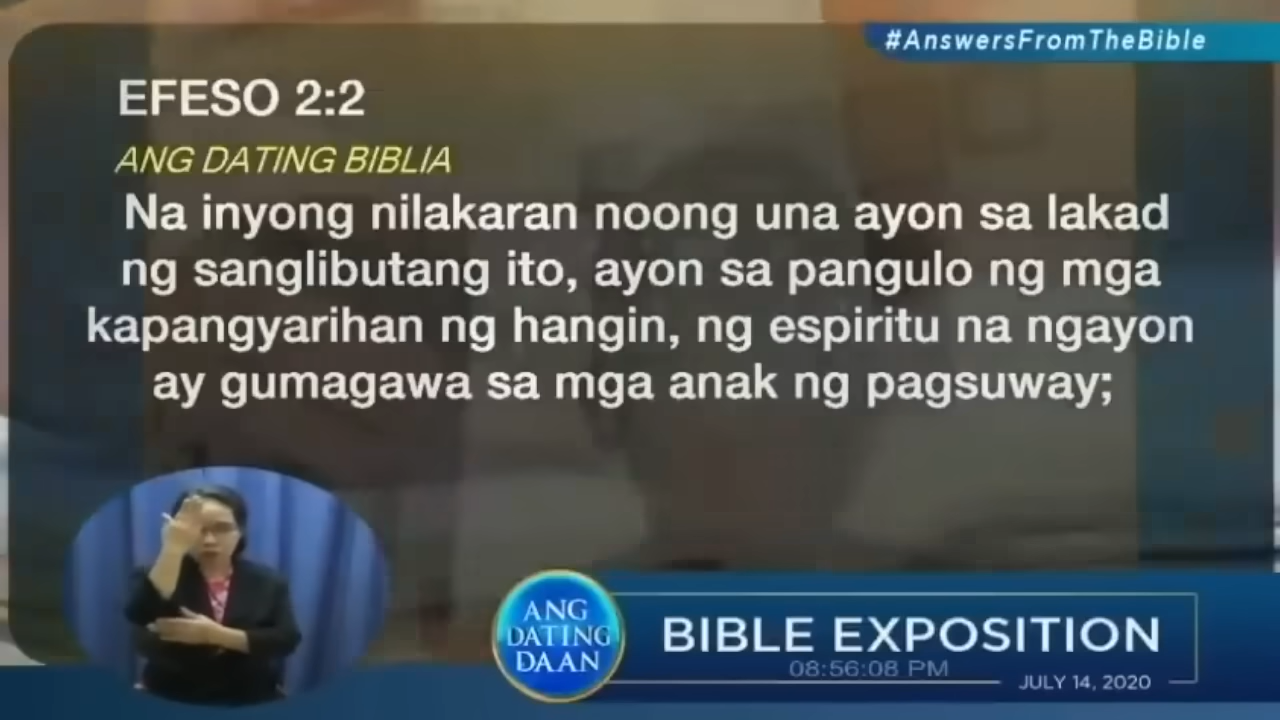 #AnswersFromTheBible
EFESO 2:2
ANG DATING BIBLIA
Na inyong nilakaran noong una ayon sa lakad
ng sanglibutang ito, ayon sa pangulo ng mga
kapangyarihan ng hangin, ng espiritu na ngayon
ay gumagawa sa mga anak ng pagsuway;
ANG
DATING
DAAN
BIBLE EXPOSITION
08:56:08 PM
JULY 14, 2020